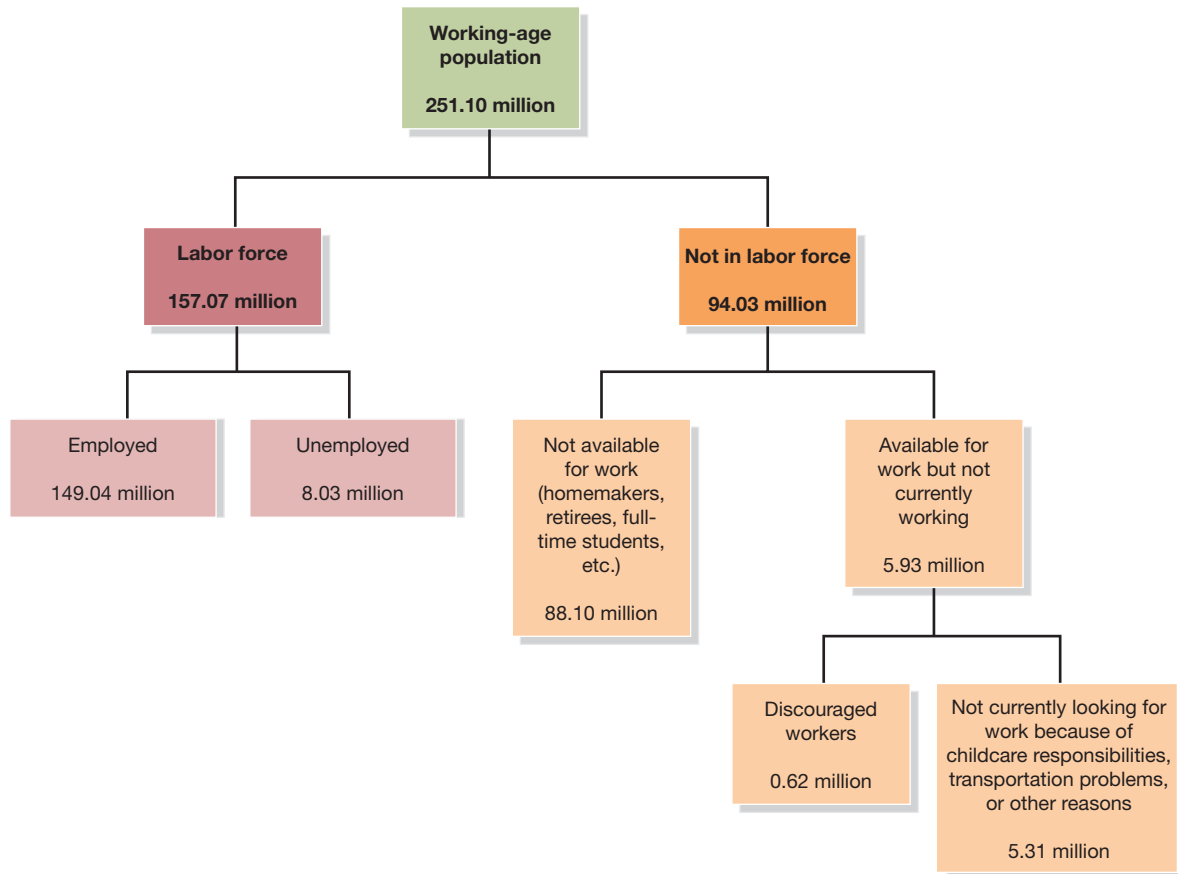 Working-age
population
251.10 million
Labor force
157.07 million
Not in labor force
94.03 million
Employed
149.04 million
Unemployed
8.03 million
Not available
for work
(homemakers,
retirees, full-
time students,
etc.)
88.10 million
Available for
work but not
currently
working
5.93 million
Discouraged
workers
0.62 million
Not currently looking for
work because of
childcare responsibilities,
transportation problems,
or other reasons
5.31 million